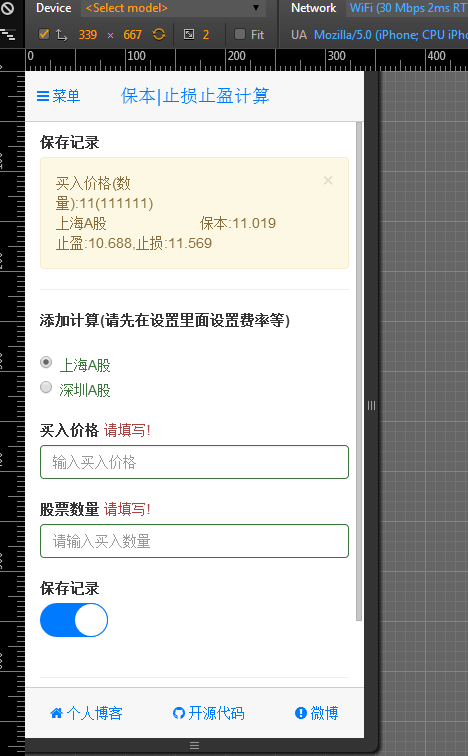 Device <Select model> Network WiFi (30 Mbps 2ms RT
339 × 667 2 Fit UA Mozilla/5.0 (iPhone; CPU iPho
0 100 200 300 400
菜单 保本|止损止盈计算
保存记录
买入价格(数 ×
量):11(111111)
上海A股 保本:11.019
止盈:10.688,止损:11.569
添加计算(请先在设置里面设置费率等)
上海A股
深圳A股
买入价格 请填写!
输入买入价格
股票数量 请填写!
请输入买入数量
保存记录
个人博客 开源代码 微博